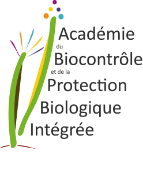 Académie
du
Biocontrôle
et de la
Protection
Biologique
Intégrée